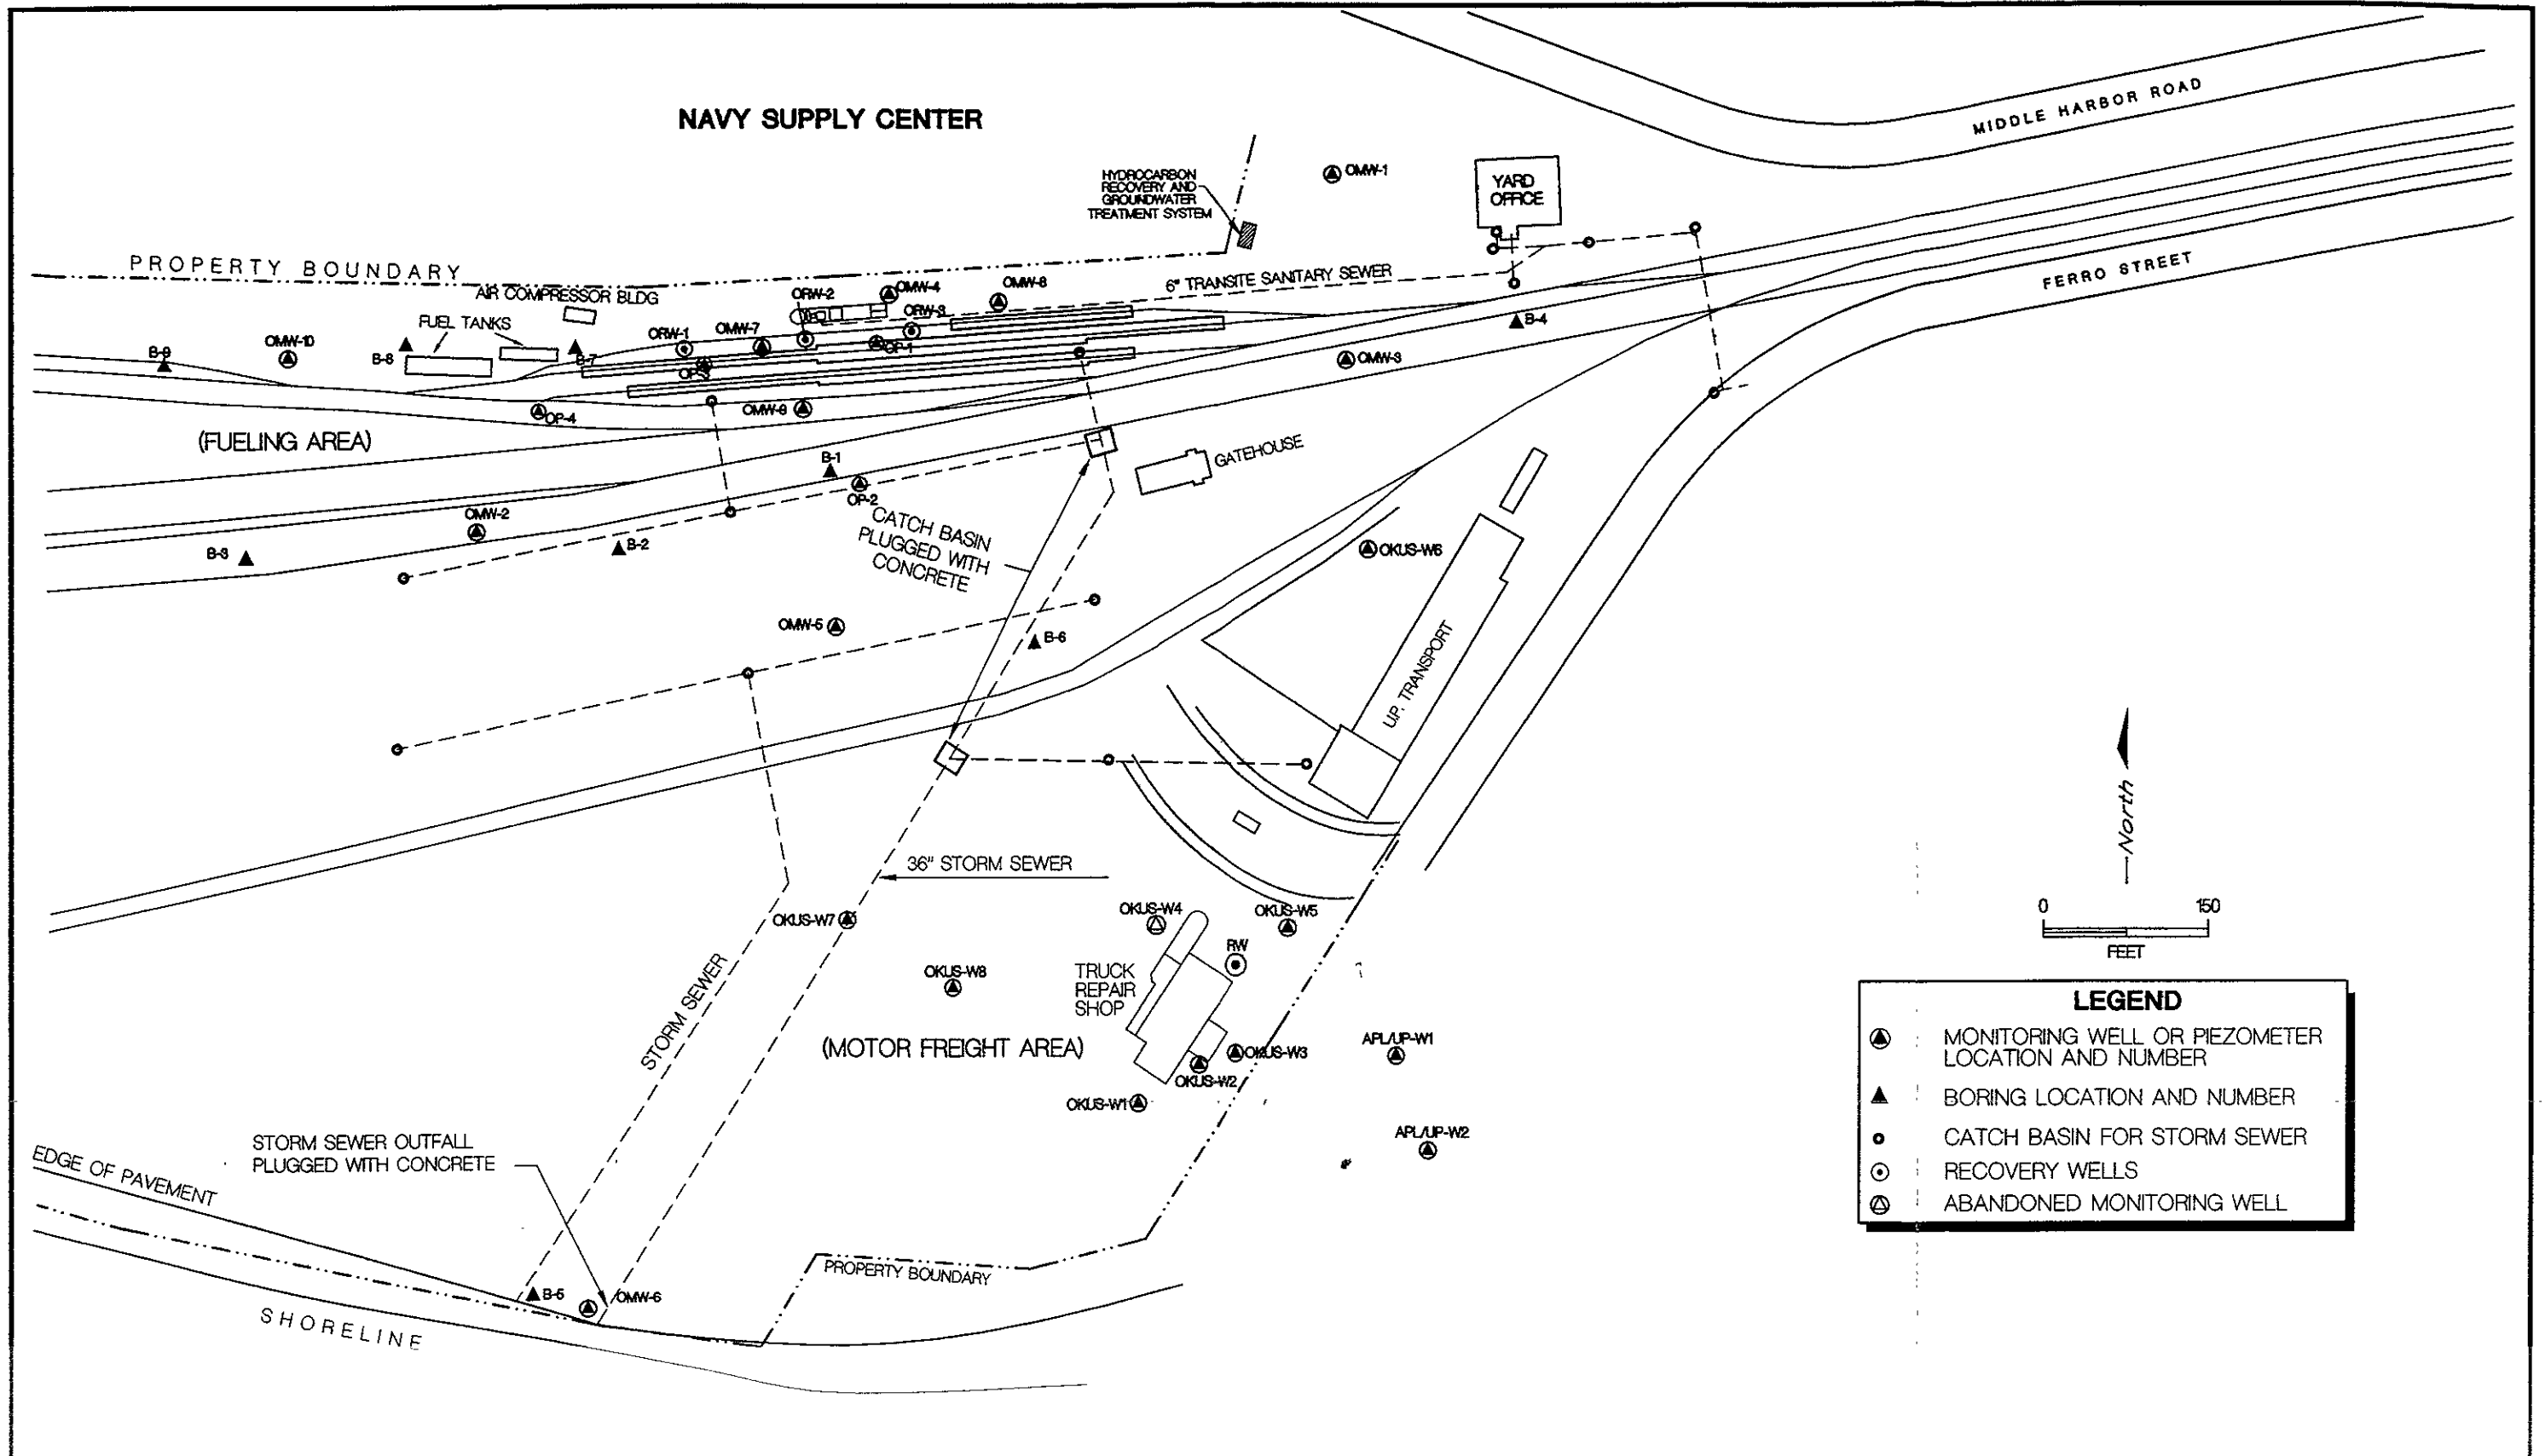 NAVY SUPPLY CENTER
MIDDLE HARBOR ROAD
HYDROCARBON
RECOVERY AND
GROUNDWATER
TREATMENT SYSTEM
OMW-1
YARD
OFFICE
PROPERTY BOUNDARY
FERRO STREET
6" TRANSITE SANITARY SEWER
AIR COMPRESSOR BLDG
ORW-2
OMW-4
OMW-8
ORW-3
FUEL TANKS
ORW-1
OMW-7
OMW-10
B-9
B-8
B-7
OP-1
B-4
OMW-3
OMW-9
OP-4
(FUELING AREA)
GATEHOUSE
B-1
OP-2
OMW-2
B-3
B-2
CATCH BASIN
PLUGGED WITH
CONCRETE
OKUS-W6
OMW-5
B-6
U.P. TRANSPORT
North
36" STORM SEWER
0 150
FEET
OKUS-W7
OKUS-W4
OKUS-W5
RW
OKUS-W8
TRUCK
REPAIR
SHOP
STORM SEWER
(MOTOR FREIGHT AREA)
OKUS-W3
APL/UP-W1
OKUS-W2
OKUS-W1
APL/UP-W2
LEGEND
MONITORING WELL OR PIEZOMETER
LOCATION AND NUMBER
BORING LOCATION AND NUMBER
CATCH BASIN FOR STORM SEWER
RECOVERY WELLS
ABANDONED MONITORING WELL
STORM SEWER OUTFALL
PLUGGED WITH CONCRETE
EDGE OF PAVEMENT
PROPERTY BOUNDARY
B-5
OMW-6
SHORELINE